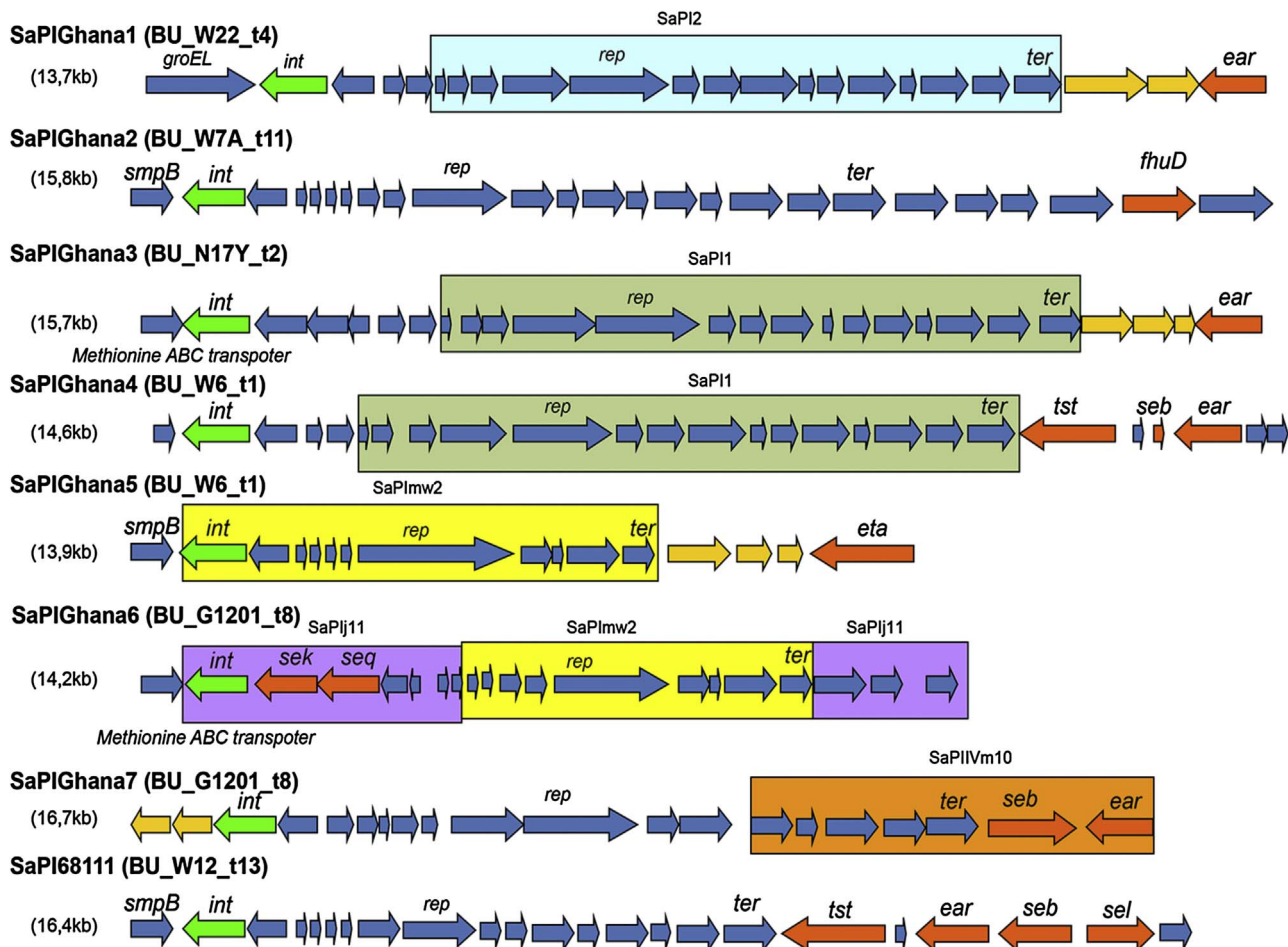 SaPI2
SaPIGhana1 (BU_W22_t4)
groEL int rep ter ear
(13,7kb)
SaPIGhana2 (BU_W7A_t11)
smpB int rep ter fhuD
(15,8kb)
SaPIGhana3 (BU_N17Y_t2)
SaPI1
int rep ter ear
(15,7kb)
Methionine ABC transpoter
SaPIGhana4 (BU_W6_t1)
SaPI1
int rep ter tst seb ear
(14,6kb)
SaPIGhana5 (BU_W6_t1)
SaPImw2
smpB int rep ter eta
(13,9kb)
SaPIGhana6 (BU_G1201_t8)
SaPIj11 SaPImw2 SaPIj11
int sek seq rep ter
(14,2kb)
Methionine ABC transpoter
SaPIIVm10
SaPIGhana7 (BU_G1201_t8)
int rep ter seb ear
(16,7kb)
SaPI68111 (BU_W12_t13)
smpB int rep ter tst ear seb sel
(16,4kb)